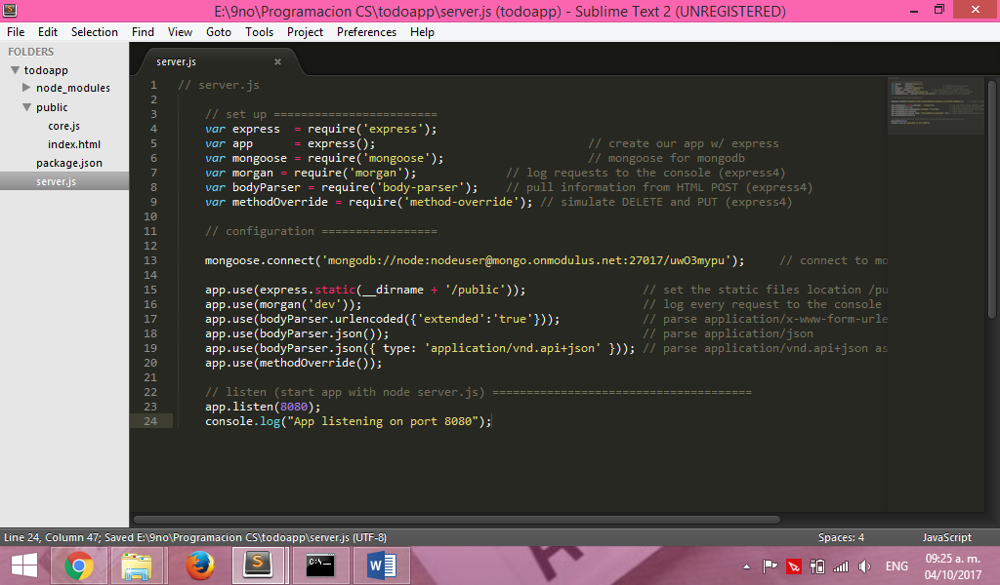 E:\9no\Programacion CS\todoapp\server.js (todoapp) - Sublime Text 2 (UNREGISTERED)
File Edit Selection Find View Goto Tools Project Preferences Help
FOLDERS
todoapp
node_modules
public
core.js
index.html
package.json
server.js
server.js ×
1 // server.js
2
3 // set up ========================
4 var express  = require('express');
5 var app      = express();                               // create our app w/ express
6 var mongoose = require('mongoose');                     // mongoose for mongodb
7 var morgan = require('morgan');             // log requests to the console (express4)
8 var bodyParser = require('body-parser');    // pull information from HTML POST (express4)
9 var methodOverride = require('method-override'); // simulate DELETE and PUT (express4)
10
11 // configuration =================
12
13 mongoose.connect('mongodb://node:nodeuser@mongo.onmodulus.net:27017/uwO3mypu');     // connect to mo
14
15 app.use(express.static(__dirname + '/public'));                 // set the static files location /pu
16 app.use(morgan('dev'));                                         // log every request to the console
17 app.use(bodyParser.urlencoded({'extended':'true'}));            // parse application/x-www-form-urle
18 app.use(bodyParser.json());                                     // parse application/json
19 app.use(bodyParser.json({ type: 'application/vnd.api+json' })); // parse application/vnd.api+json as
20 app.use(methodOverride());
21
22 // listen (start app with node server.js) ======================================
23 app.listen(8080);
24 console.log("App listening on port 8080");
Line 24, Column 47; Saved E:\9no\Programacion CS\todoapp\server.js (UTF-8) Spaces: 4 JavaScript
ENG
09:25 a. m.
04/10/2017